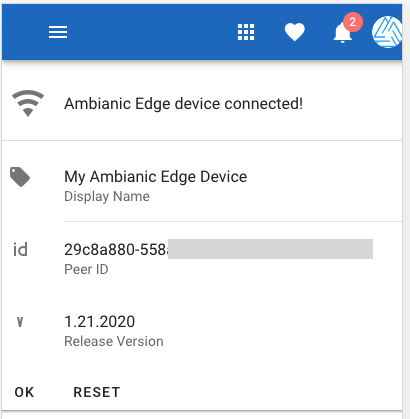 2
Ambianic Edge device connected!
My Ambianic Edge Device
Display Name
id
29c8a880-558
Peer ID
V
1.21.2020
Release Version
OK RESET